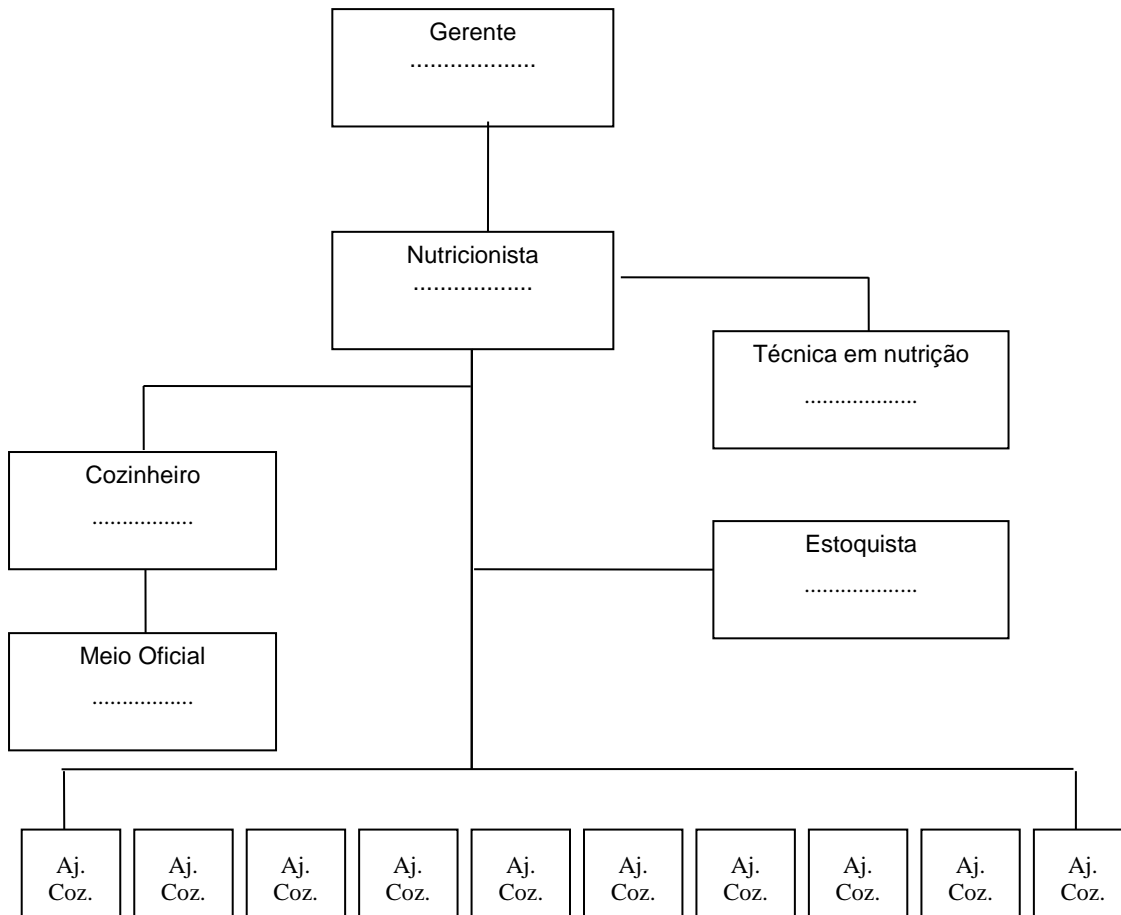 Gerente
...................
Nutricionista
..................
Técnica em nutrição
...................
Cozinheiro
.................
Estoquista
...................
Meio Oficial
.................
Aj.
Coz.
Aj.
Coz.
Aj.
Coz.
Aj.
Coz.
Aj.
Coz.
Aj.
Coz.
Aj.
Coz.
Aj.
Coz.
Aj.
Coz.
Aj.
Coz.